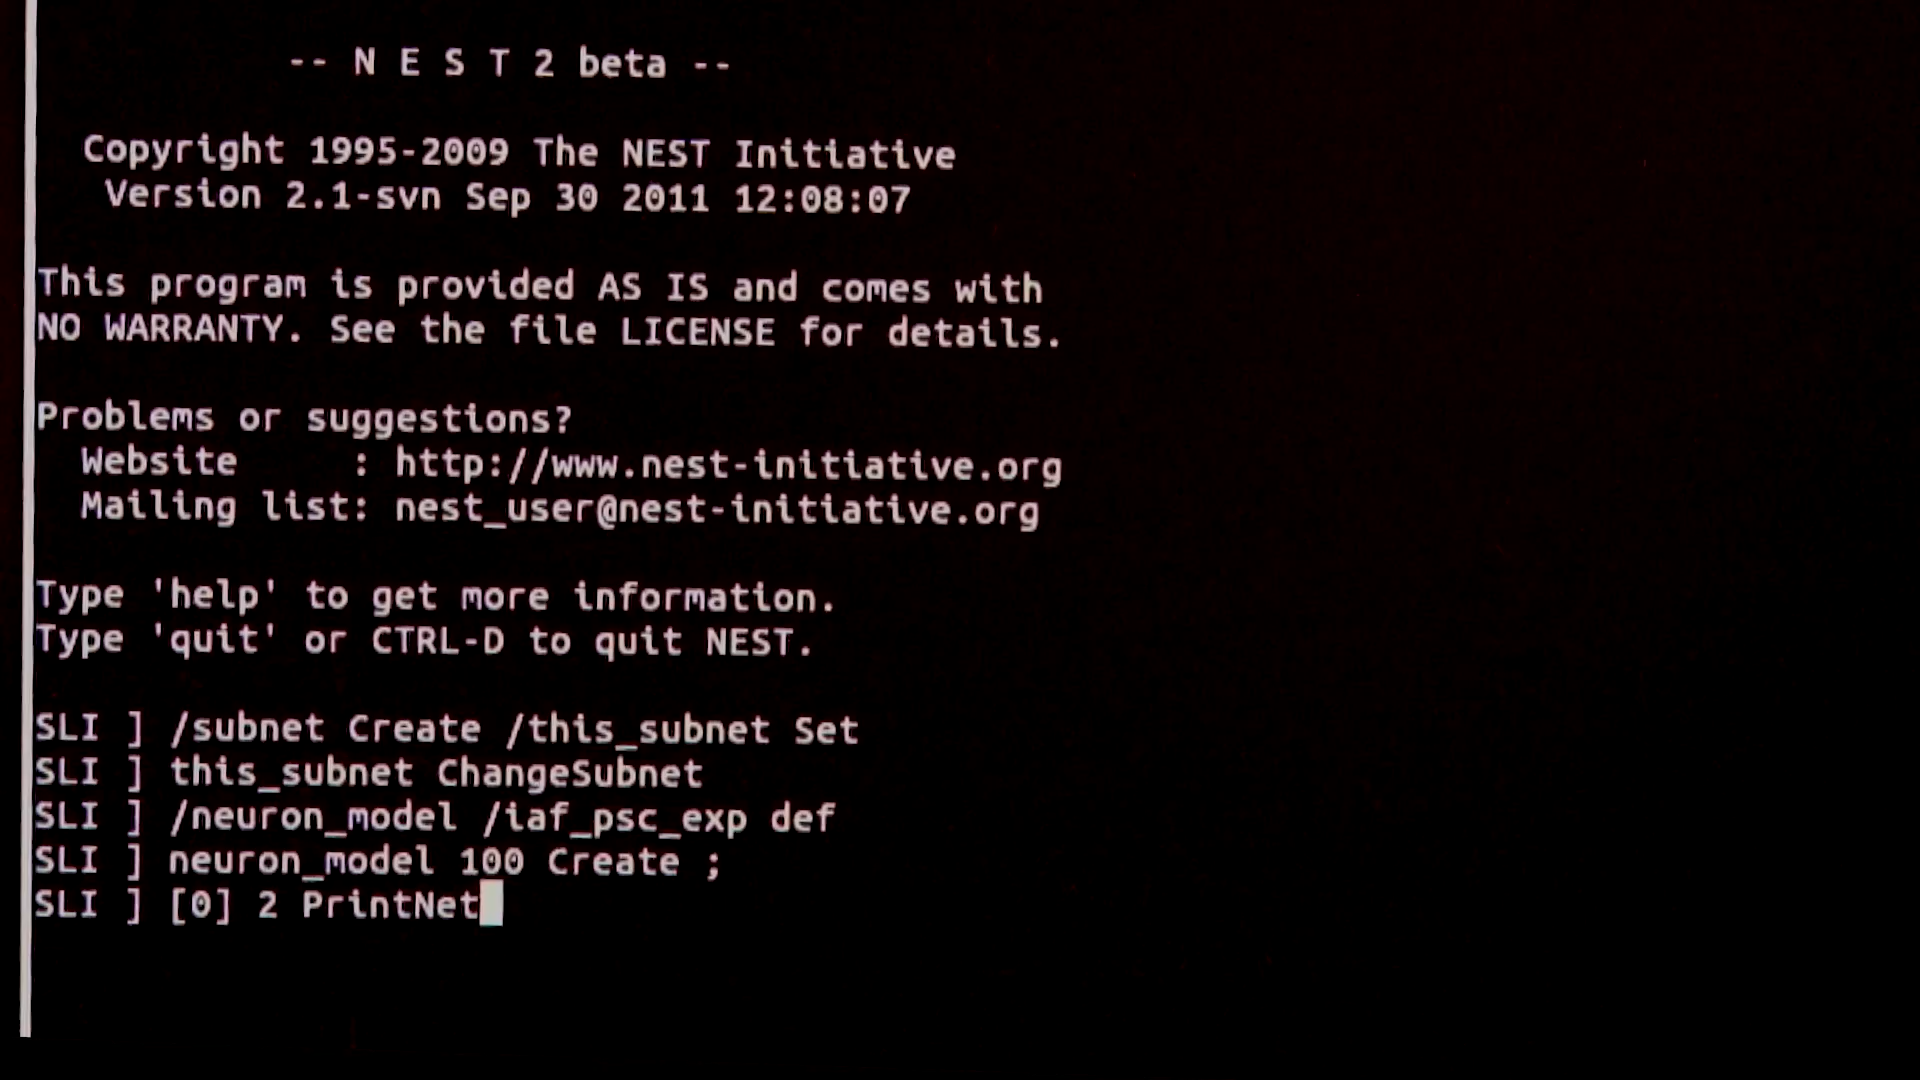 -- N E S T 2 beta --
Copyright 1995-2009 The NEST Initiative
Version 2.1-svn Sep 30 2011 12:08:07
This program is provided AS IS and comes with
NO WARRANTY. See the file LICENSE for details.
Problems or suggestions?
Website     : http://www.nest-initiative.org
Mailing list: nest_user@nest-initiative.org
Type 'help' to get more information.
Type 'quit' or CTRL-D to quit NEST.
SLI ] /subnet Create /this_subnet Set
SLI ] this_subnet ChangeSubnet
SLI ] /neuron_model /iaf_psc_exp def
SLI ] neuron_model 100 Create ;
SLI ] [0] 2 PrintNet